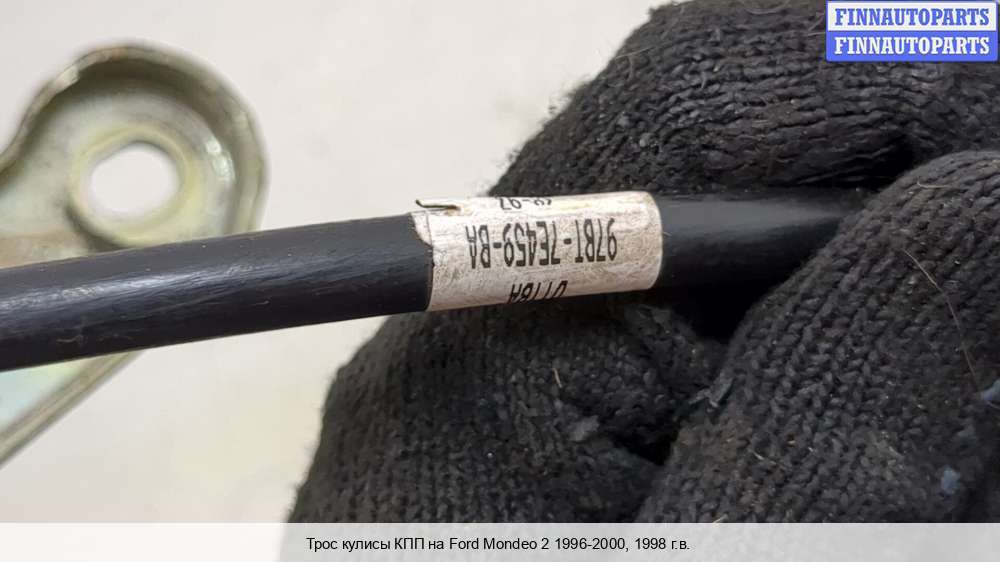 FINNAUTOPARTS
FINNAUTOPARTS
97BT-7E459-BA
Трос кулисы КПП на Ford Mondeo 2 1996-2000, 1998 г.в.